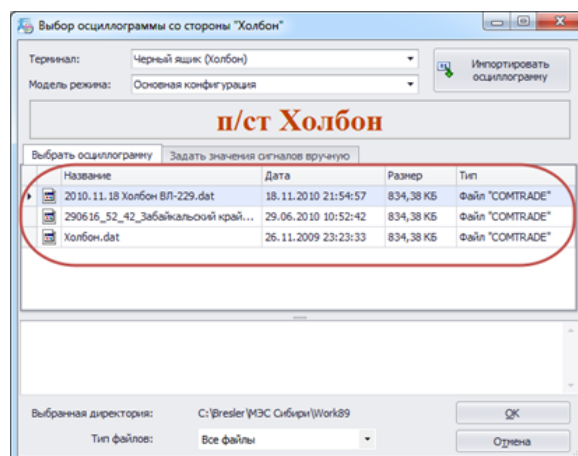 Выбор осциллограммы со стороны "Холбон"
Терминал: Черный ящик (Холбон)
Модель режима: Основная конфигурация
Импортировать осциллограмму
п/ст Холбон
Выбрать осциллограмму Задать значения сигналов вручную
Название Дата Размер Тип
2010.11.18 Холбон ВЛ-229.dat 18.11.2010 21:54:57 834,38 КБ Файл "COMTRADE"
290616_52_42_Забайкальский край... 29.06.2010 10:52:42 834,38 КБ Файл "COMTRADE"
Холбон.dat 26.11.2009 23:23:33 834,38 КБ Файл "COMTRADE"
Выбранная директория: C:\Bresler\МЭС Сибири\Work89
Тип файлов: Все файлы
OK
Отмена